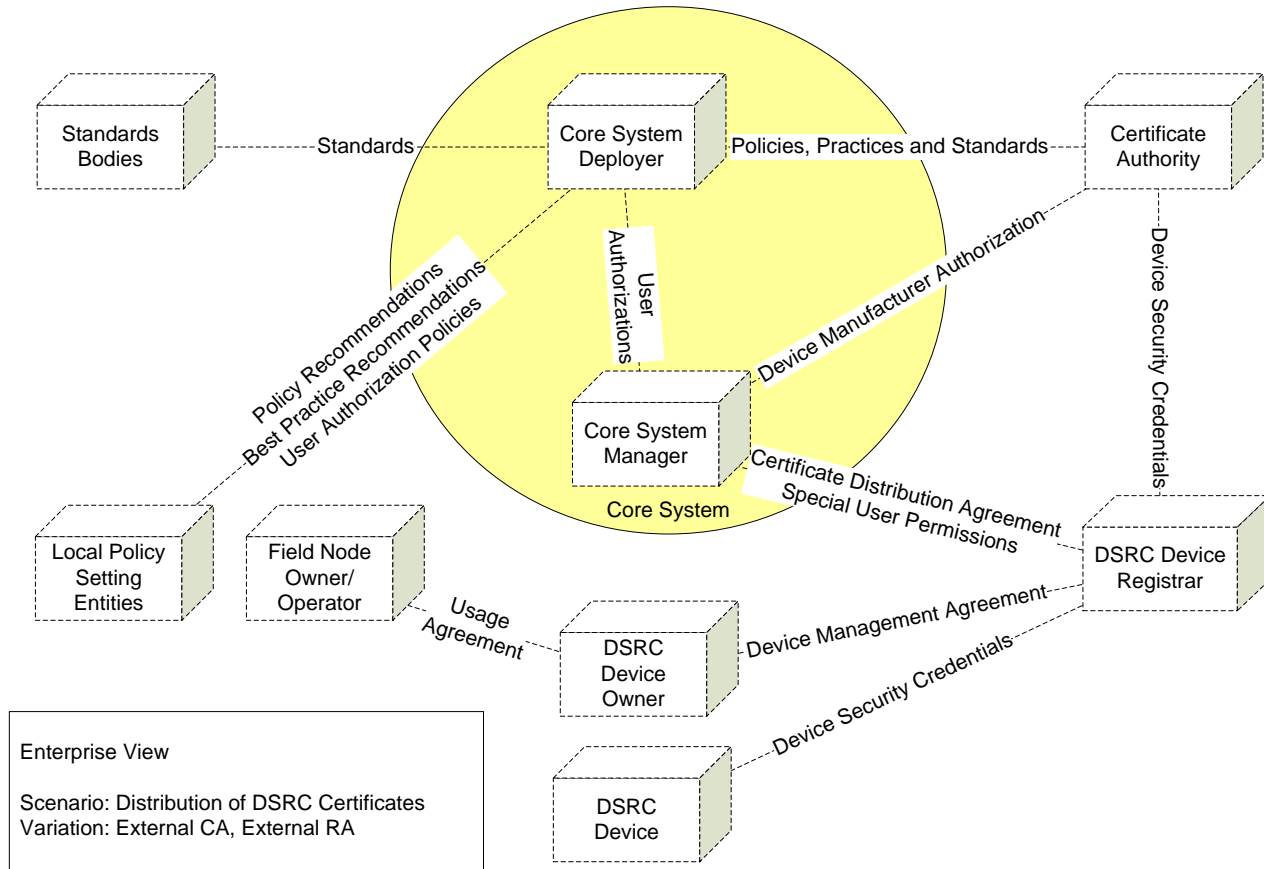 Standards
Bodies
Standards
Core System
Deployer
Policies, Practices and Standards
Certificate
Authority
User
Authorizations
Device Manufacturer Authorization
Device Security Credentials
Policy Recommendations
Best Practice Recommendations
User Authorization Policies
Core System
Manager
Core System
Certificate Distribution Agreement
Special User Permissions
Local Policy
Setting
Entities
Field Node
Owner/
Operator
DSRC Device
Registrar
Usage
Agreement
DSRC
Device
Owner
Device Management Agreement
Device Security Credentials
DSRC
Device
Enterprise View
Scenario: Distribution of DSRC Certificates
Variation: External CA, External RA